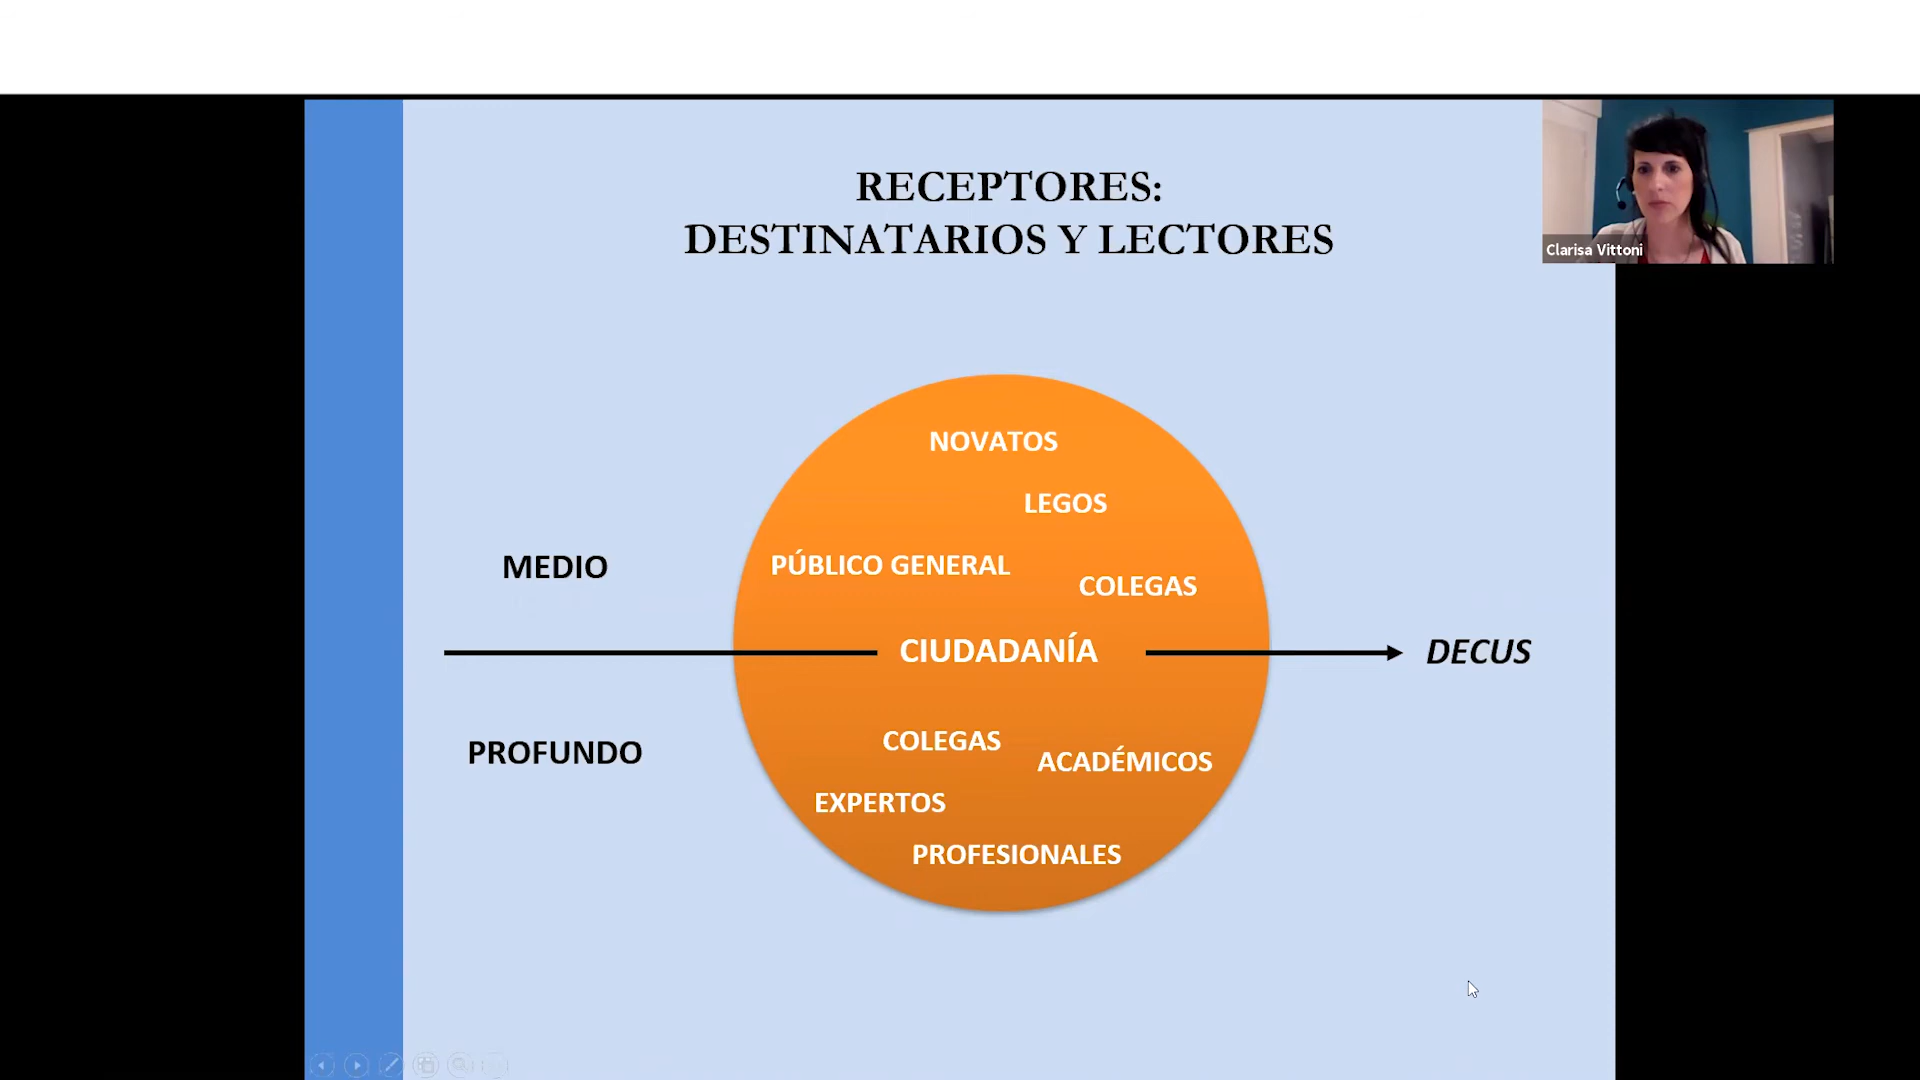 RECEPTORES:
DESTINATARIOS Y LECTORES
Clarisa Vittoni
NOVATOS
LEGOS
MEDIO
PÚBLICO GENERAL
COLEGAS
CIUDADANÍA
DECUS
PROFUNDO
COLEGAS
ACADÉMICOS
EXPERTOS
PROFESIONALES